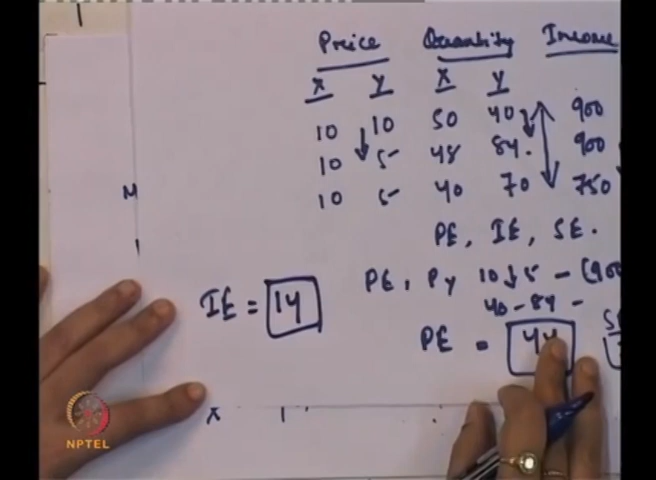 Price Quantity Income
X Y X Y
10 10 50 40 900
10 5 48 84. 900
10 5 40 70 750
M
PE, IE, SE.
PE, Py 10 ↓ 5 - (900
40 - 84 -
IE = 14
PE = 44
X
NPTEL